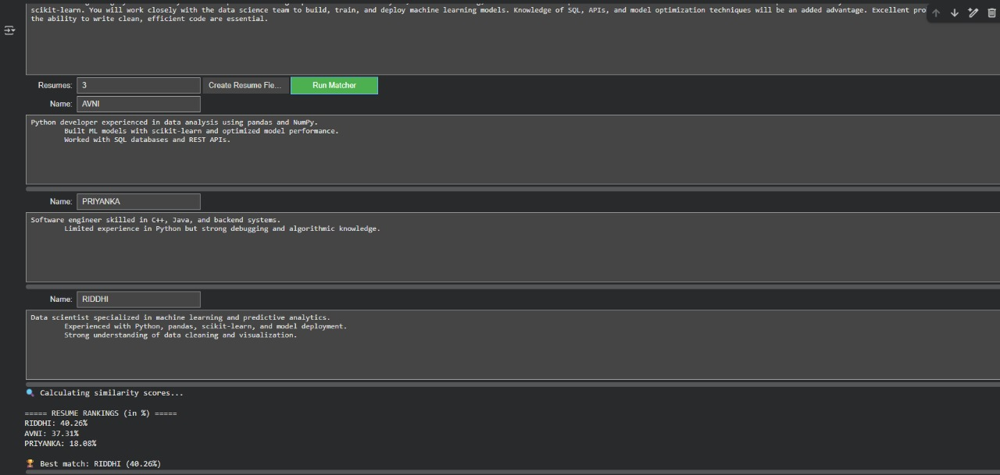 scikit-learn. You will work closely with the data science team to build, train, and deploy machine learning models. Knowledge of SQL, APIs, and model optimization techniques will be an added advantage. Excellent pro
the ability to write clean, efficient code are essential.
Resumes: 3 Create Resume Fie... Run Matcher
Name: AVNI
Python developer experienced in data analysis using pandas and NumPy.
Built ML models with scikit-learn and optimized model performance.
Worked with SQL databases and REST APIs.
Name: PRIYANKA
Software engineer skilled in C++, Java, and backend systems.
Limited experience in Python but strong debugging and algorithmic knowledge.
Name: RIDDHI
Data scientist specialized in machine learning and predictive analytics.
Experienced with Python, pandas, scikit-learn, and model deployment.
Strong understanding of data cleaning and visualization.
🔍 Calculating similarity scores...
===== RESUME RANKINGS (in %) =====
RIDDHI: 40.26%
AVNI: 37.31%
PRIYANKA: 18.08%
🏆 Best match: RIDDHI (40.26%)